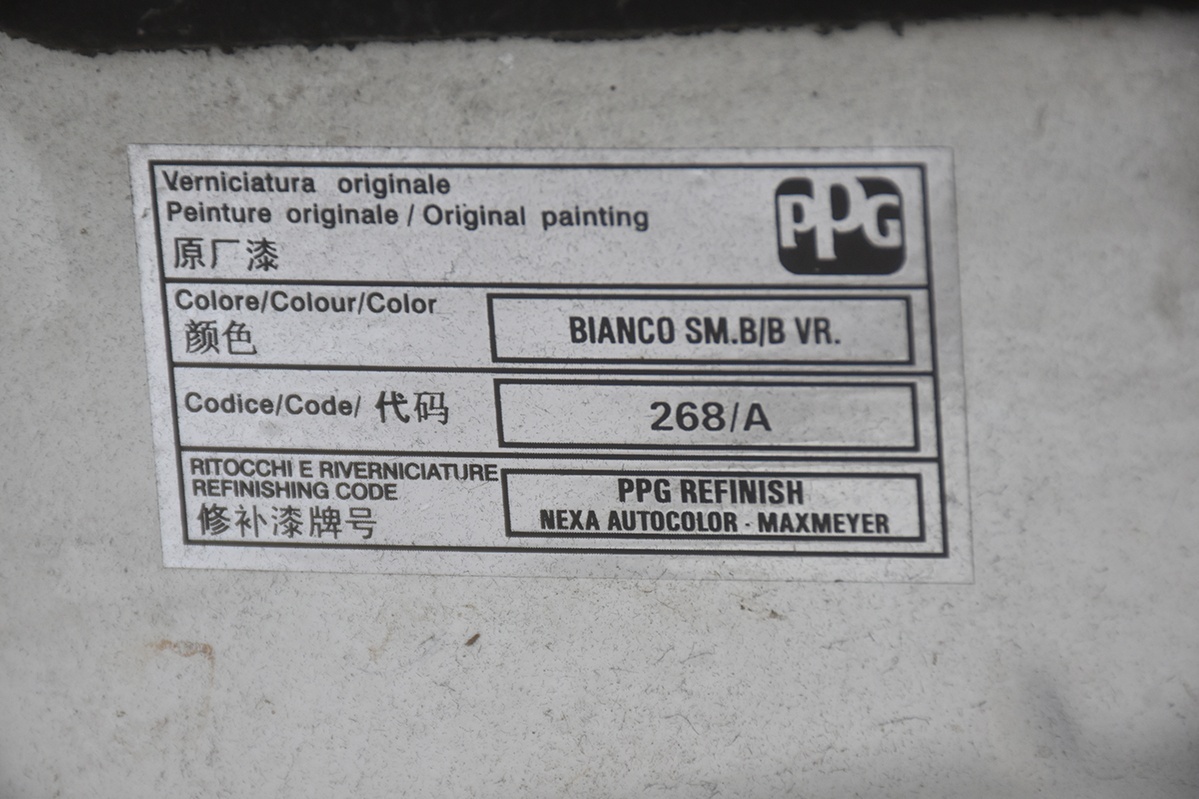 Verniciatura originale
Peinture originale / Original painting
原厂漆
PPG
Colore/Colour/Color
颜色
BIANCO SM.B/B VR.
Codice/Code/ 代码
268/A
RITOCCHI E RIVERNICIATURE
REFINISHING CODE
修补漆牌号
PPG REFINISH
NEXA AUTOCOLOR - MAXMEYER